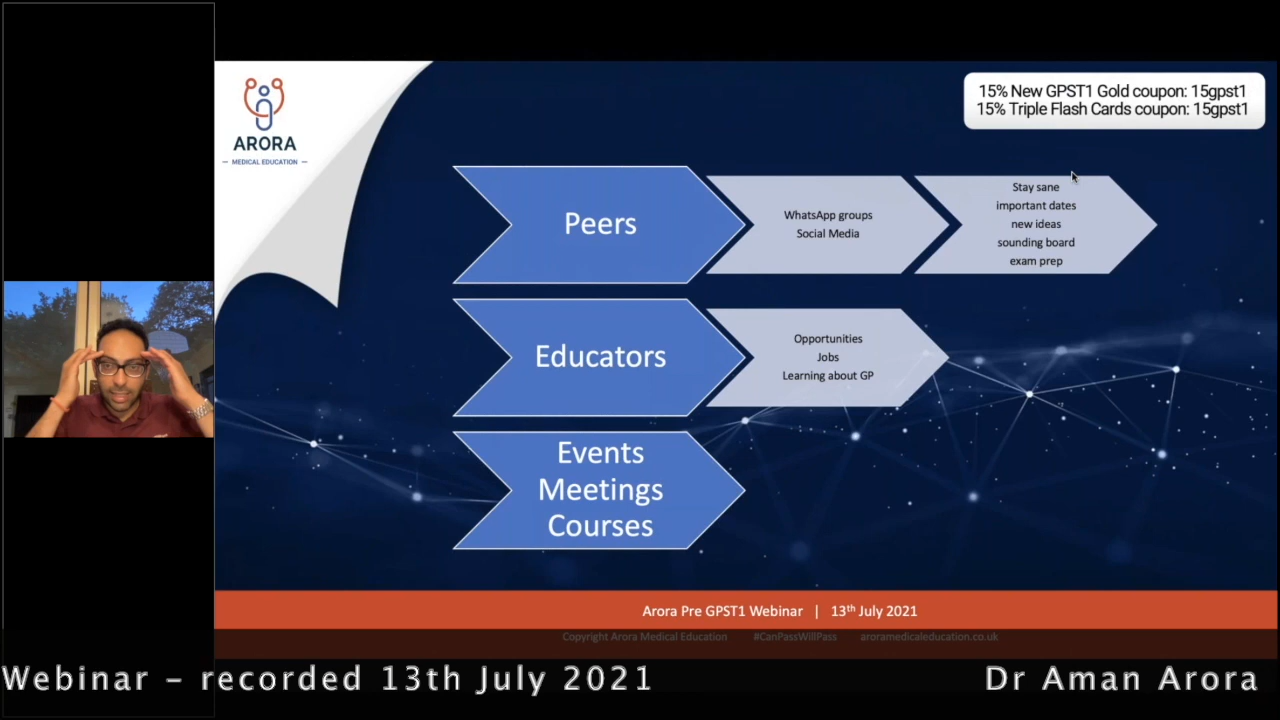 ARORA
MEDICAL EDUCATION
15% New GPST1 Gold coupon: 15gpst1
15% Triple Flash Cards coupon: 15gpst1
Peers
WhatsApp groups
Social Media
Stay sane
important dates
new ideas
sounding board
exam prep
Educators
Opportunities
Jobs
Learning about GP
Events
Meetings
Courses
Arora Pre GPST1 Webinar | 13th July 2021
Copyright Arora Medical Education #CanPassWillPass aroramedicaleducation.co.uk
Webinar – recorded 13th July 2021
Dr Aman Arora